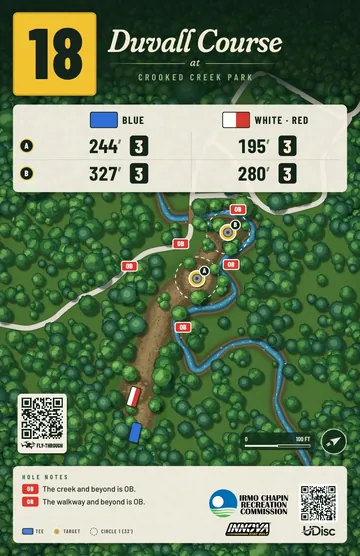 18
Duvall Course
at
CROOKED CREEK PARK
BLUE
WHITE · RED
A 244' 3 195' 3
B 327' 3 280' 3
OB
B
OB
OB
OB
A
OB
FLY-THROUGH
0 100 FT
HOLE NOTES
OB The creek and beyond is OB.
OB The walkway and beyond is OB.
IRMO CHAPIN
RECREATION
COMMISSION
TEE TARGET CIRCLE 1 (33')
INNOVA
UDisc